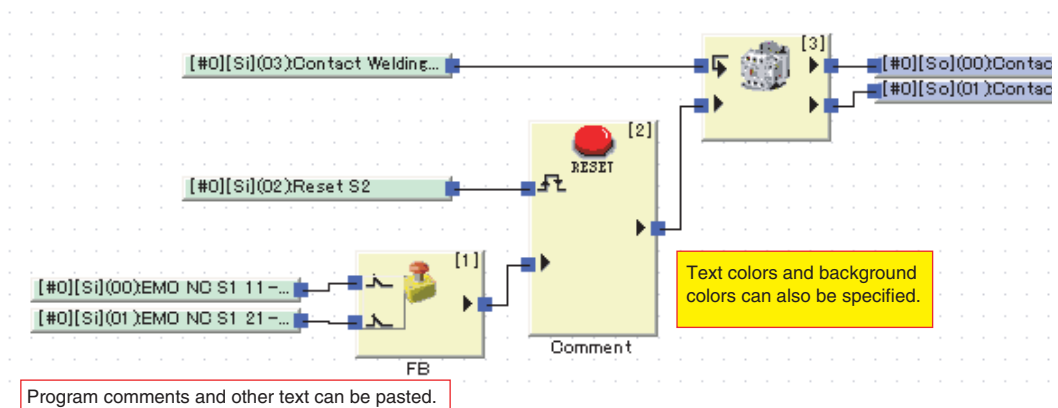 [3]
[#0][Si](03):Contact Welding...
[#0][So](00):Contac
[#0][So](01):Contac
[2]
RESET
[#0][Si](02):Reset S2
[1]
[#0][Si](00):EMO NC S1 11-...
[#0][Si](01):EMO NC S1 21-...
Text colors and background
colors can also be specified.
Comment
FB
Program comments and other text can be pasted.